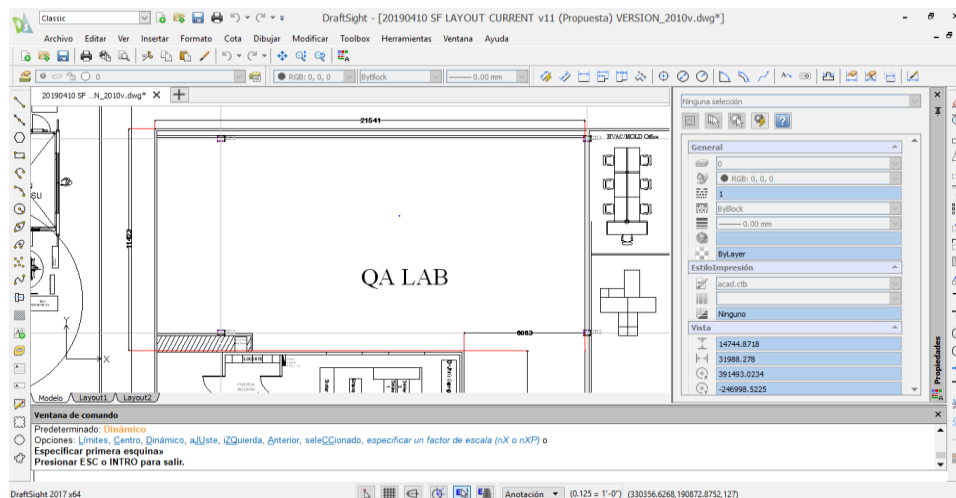 Classic
DraftSight - [20190410 SF LAYOUT CURRENT v11 (Propuesta) VERSION_2010v.dwg*]
Archivo Editar Ver Insertar Formato Cota Dibujar Modificar Toolbox Herramientas Ventana Ayuda
0 RGB: 0, 0, 0 ByBlock 0.00 mm
20190410 SF ...N_2010v.dwg*
21541
HVAC/MOLD Office
SU
11423
QA LAB
6063
LOCKERS
Y
X
Modelo Layout1 Layout2
Ninguna selección
General
0
RGB: 0, 0, 0
1
ByBlock
0.00 mm
ByLayer
EstiloImpresión
acad.ctb
Ninguno
Vista
14744.8718
31988.278
391493.0234
-246998.5225
Propiedades
Ventana de comando
Predeterminado: Dinámico
Opciones: Límites, Centro, Dinámico, aJUste, iZQuierda, Anterior, seleCCionado, especificar un factor de escala (nX o nXP) o
Especificar primera esquina»
Presionar ESC o INTRO para salir.
DraftSight 2017 x64
Anotación (0.125 = 1'-0") (330356.6268,190872.8752,127)